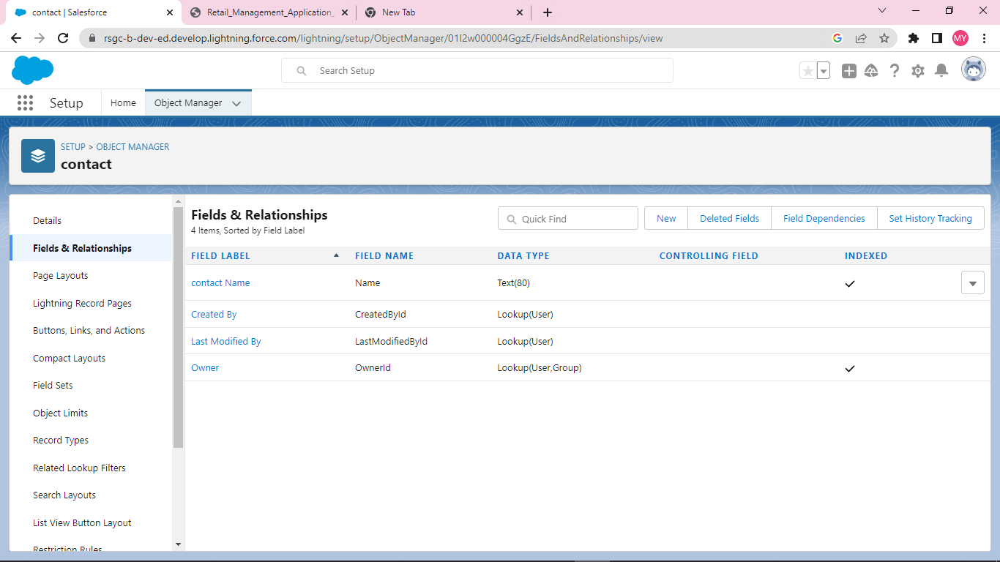 contact | Salesforce
Retail_Management_Application_
New Tab
rsgc-b-dev-ed.develop.lightning.force.com/lightning/setup/ObjectManager/01I2w000004GgzE/FieldsAndRelationships/view
MY
Search Setup
Setup
Home
Object Manager
SETUP > OBJECT MANAGER
contact
Details
Fields & Relationships
Page Layouts
Lightning Record Pages
Buttons, Links, and Actions
Compact Layouts
Field Sets
Object Limits
Record Types
Related Lookup Filters
Search Layouts
List View Button Layout
Restriction Rules
Fields & Relationships
4 Items, Sorted by Field Label
Quick Find
New
Deleted Fields
Field Dependencies
Set History Tracking
FIELD LABEL FIELD NAME DATA TYPE CONTROLLING FIELD INDEXED
contact Name Name Text(80)
Created By CreatedById Lookup(User)
Last Modified By LastModifiedById Lookup(User)
Owner OwnerId Lookup(User,Group)